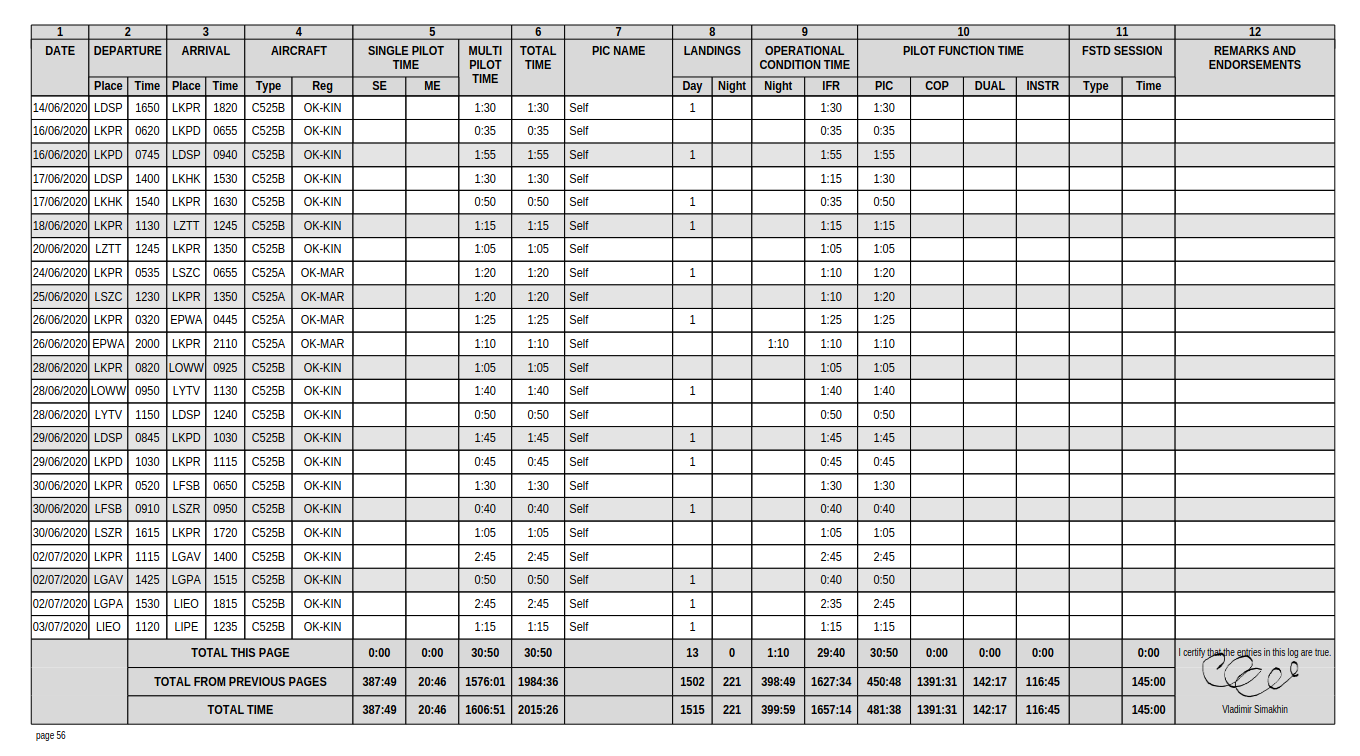 1 2 3 4 5 6 7 8 9 10 11 12
DATE DEPARTURE ARRIVAL AIRCRAFT SINGLE PILOT TIME MULTI PILOT TIME TOTAL TIME PIC NAME LANDINGS OPERATIONAL CONDITION TIME PILOT FUNCTION TIME FSTD SESSION REMARKS AND ENDORSEMENTS
Place Time Place Time Type Reg SE ME Day Night Night IFR PIC COP DUAL INSTR Type Time
14/06/2020 LDSP 1650 LKPR 1820 C525B OK-KIN 1:30 1:30 Self 1 1:30 1:30
16/06/2020 LKPR 0620 LKPD 0655 C525B OK-KIN 0:35 0:35 Self 0:35 0:35
16/06/2020 LKPD 0745 LDSP 0940 C525B OK-KIN 1:55 1:55 Self 1 1:55 1:55
17/06/2020 LDSP 1400 LKHK 1530 C525B OK-KIN 1:30 1:30 Self 1:15 1:30
17/06/2020 LKHK 1540 LKPR 1630 C525B OK-KIN 0:50 0:50 Self 1 0:35 0:50
18/06/2020 LKPR 1130 LZTT 1245 C525B OK-KIN 1:15 1:15 Self 1 1:15 1:15
20/06/2020 LZTT 1245 LKPR 1350 C525B OK-KIN 1:05 1:05 Self 1:05 1:05
24/06/2020 LKPR 0535 LSZC 0655 C525A OK-MAR 1:20 1:20 Self 1 1:10 1:20
25/06/2020 LSZC 1230 LKPR 1350 C525A OK-MAR 1:20 1:20 Self 1:10 1:20
26/06/2020 LKPR 0320 EPWA 0445 C525A OK-MAR 1:25 1:25 Self 1 1:25 1:25
26/06/2020 EPWA 2000 LKPR 2110 C525A OK-MAR 1:10 1:10 Self 1:10 1:10 1:10
28/06/2020 LKPR 0820 LOWW 0925 C525B OK-KIN 1:05 1:05 Self 1:05 1:05
28/06/2020 LOWW 0950 LYTV 1130 C525B OK-KIN 1:40 1:40 Self 1 1:40 1:40
28/06/2020 LYTV 1150 LDSP 1240 C525B OK-KIN 0:50 0:50 Self 0:50 0:50
29/06/2020 LDSP 0845 LKPD 1030 C525B OK-KIN 1:45 1:45 Self 1 1:45 1:45
29/06/2020 LKPD 1030 LKPR 1115 C525B OK-KIN 0:45 0:45 Self 1 0:45 0:45
30/06/2020 LKPR 0520 LFSB 0650 C525B OK-KIN 1:30 1:30 Self 1:30 1:30
30/06/2020 LFSB 0910 LSZR 0950 C525B OK-KIN 0:40 0:40 Self 1 0:40 0:40
30/06/2020 LSZR 1615 LKPR 1720 C525B OK-KIN 1:05 1:05 Self 1:05 1:05
02/07/2020 LKPR 1115 LGAV 1400 C525B OK-KIN 2:45 2:45 Self 2:45 2:45
02/07/2020 LGAV 1425 LGPA 1515 C525B OK-KIN 0:50 0:50 Self 1 0:40 0:50
02/07/2020 LGPA 1530 LIEO 1815 C525B OK-KIN 2:45 2:45 Self 1 2:35 2:45
03/07/2020 LIEO 1120 LIPE 1235 C525B OK-KIN 1:15 1:15 Self 1 1:15 1:15
TOTAL THIS PAGE 0:00 0:00 30:50 30:50 13 0 1:10 29:40 30:50 0:00 0:00 0:00 0:00 I certify that the entries in this log are true.
TOTAL FROM PREVIOUS PAGES 387:49 20:46 1576:01 1984:36 1502 221 398:49 1627:34 450:48 1391:31 142:17 116:45 145:00
TOTAL TIME 387:49 20:46 1606:51 2015:26 1515 221 399:59 1657:14 481:38 1391:31 142:17 116:45 145:00 Vladimir Simakhin
page 56